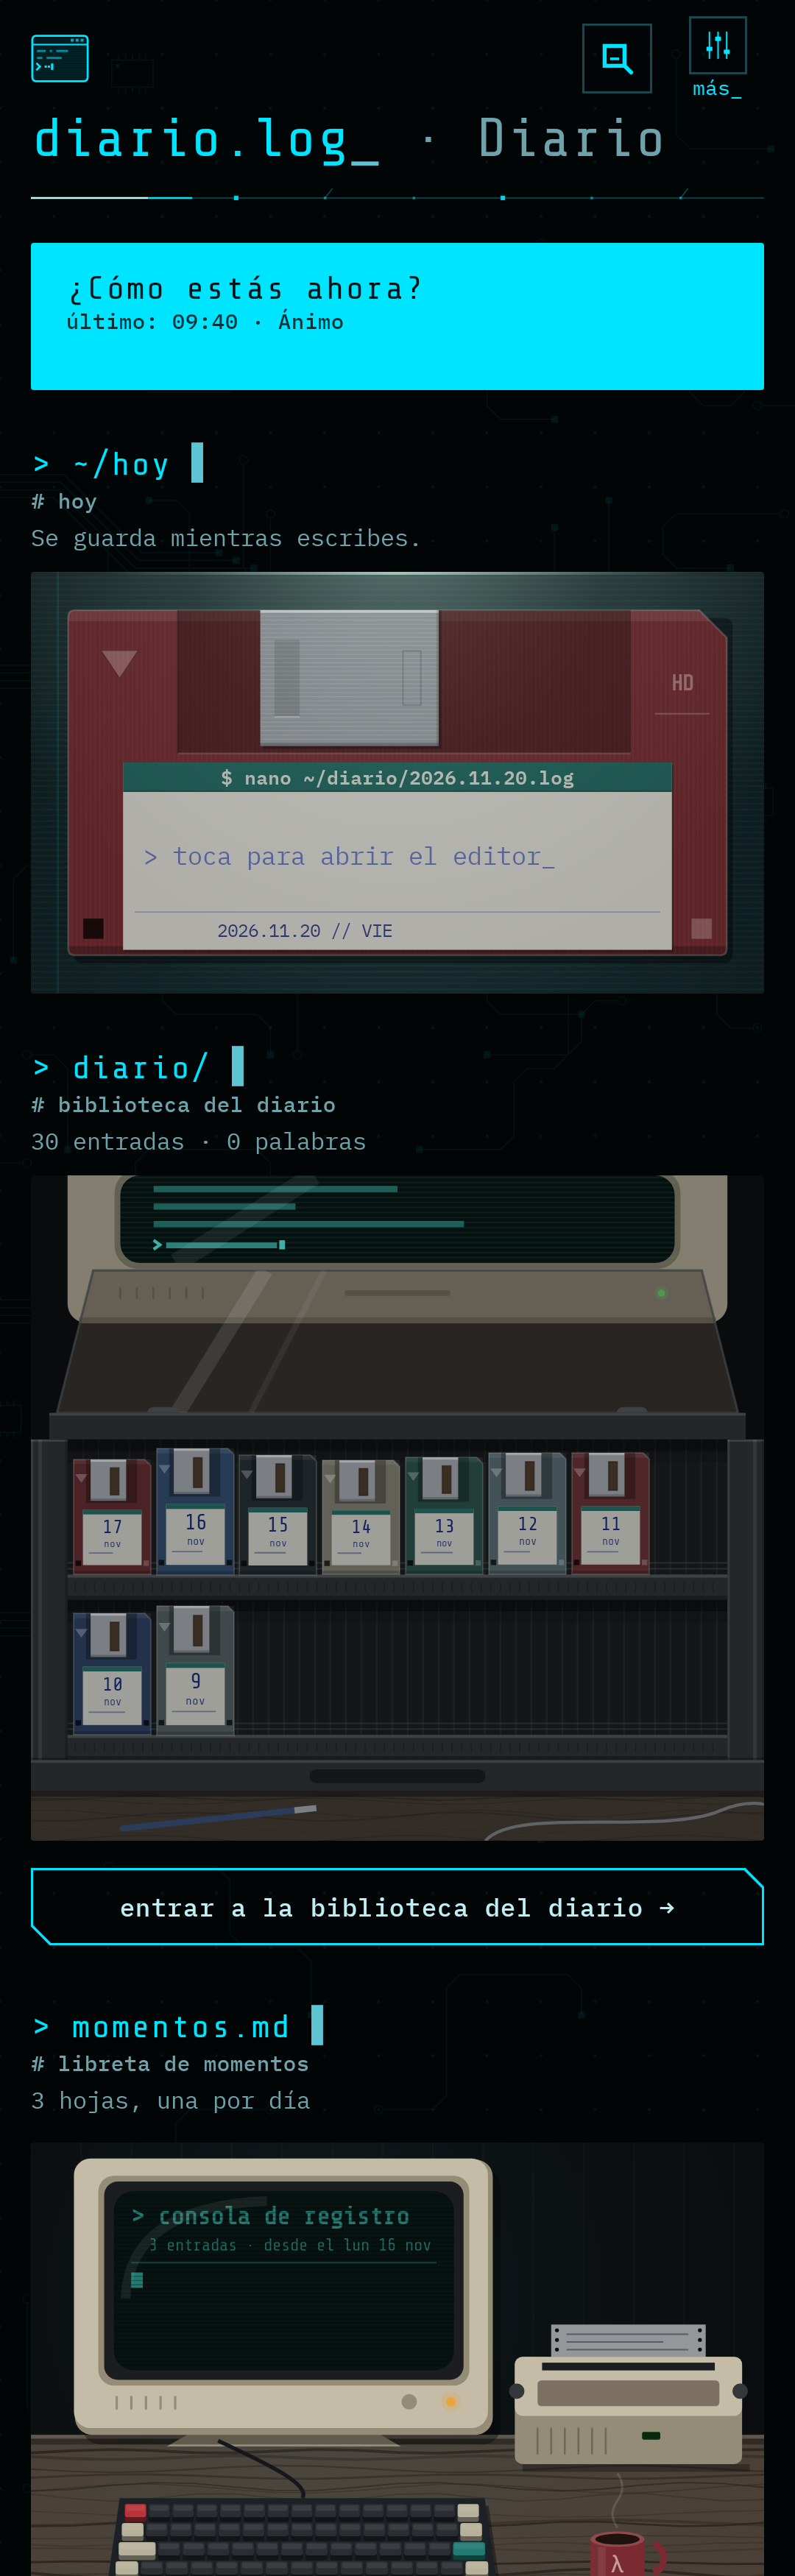 más_
diario.log_ · Diario
¿Cómo estás ahora?
último: 09:40 · Ánimo
> ~/hoy
# hoy
Se guarda mientras escribes.
HD
$ nano ~/diario/2026.11.20.log
> toca para abrir el editor_
2026.11.20 // VIE
> diario/
# biblioteca del diario
30 entradas · 0 palabras
17 nov
16 nov
15 nov
14 nov
13 nov
12 nov
11 nov
10 nov
9 nov
entrar a la biblioteca del diario →
> momentos.md
# libreta de momentos
3 hojas, una por día
> consola de registro
3 entradas · desde el lun 16 nov
λ